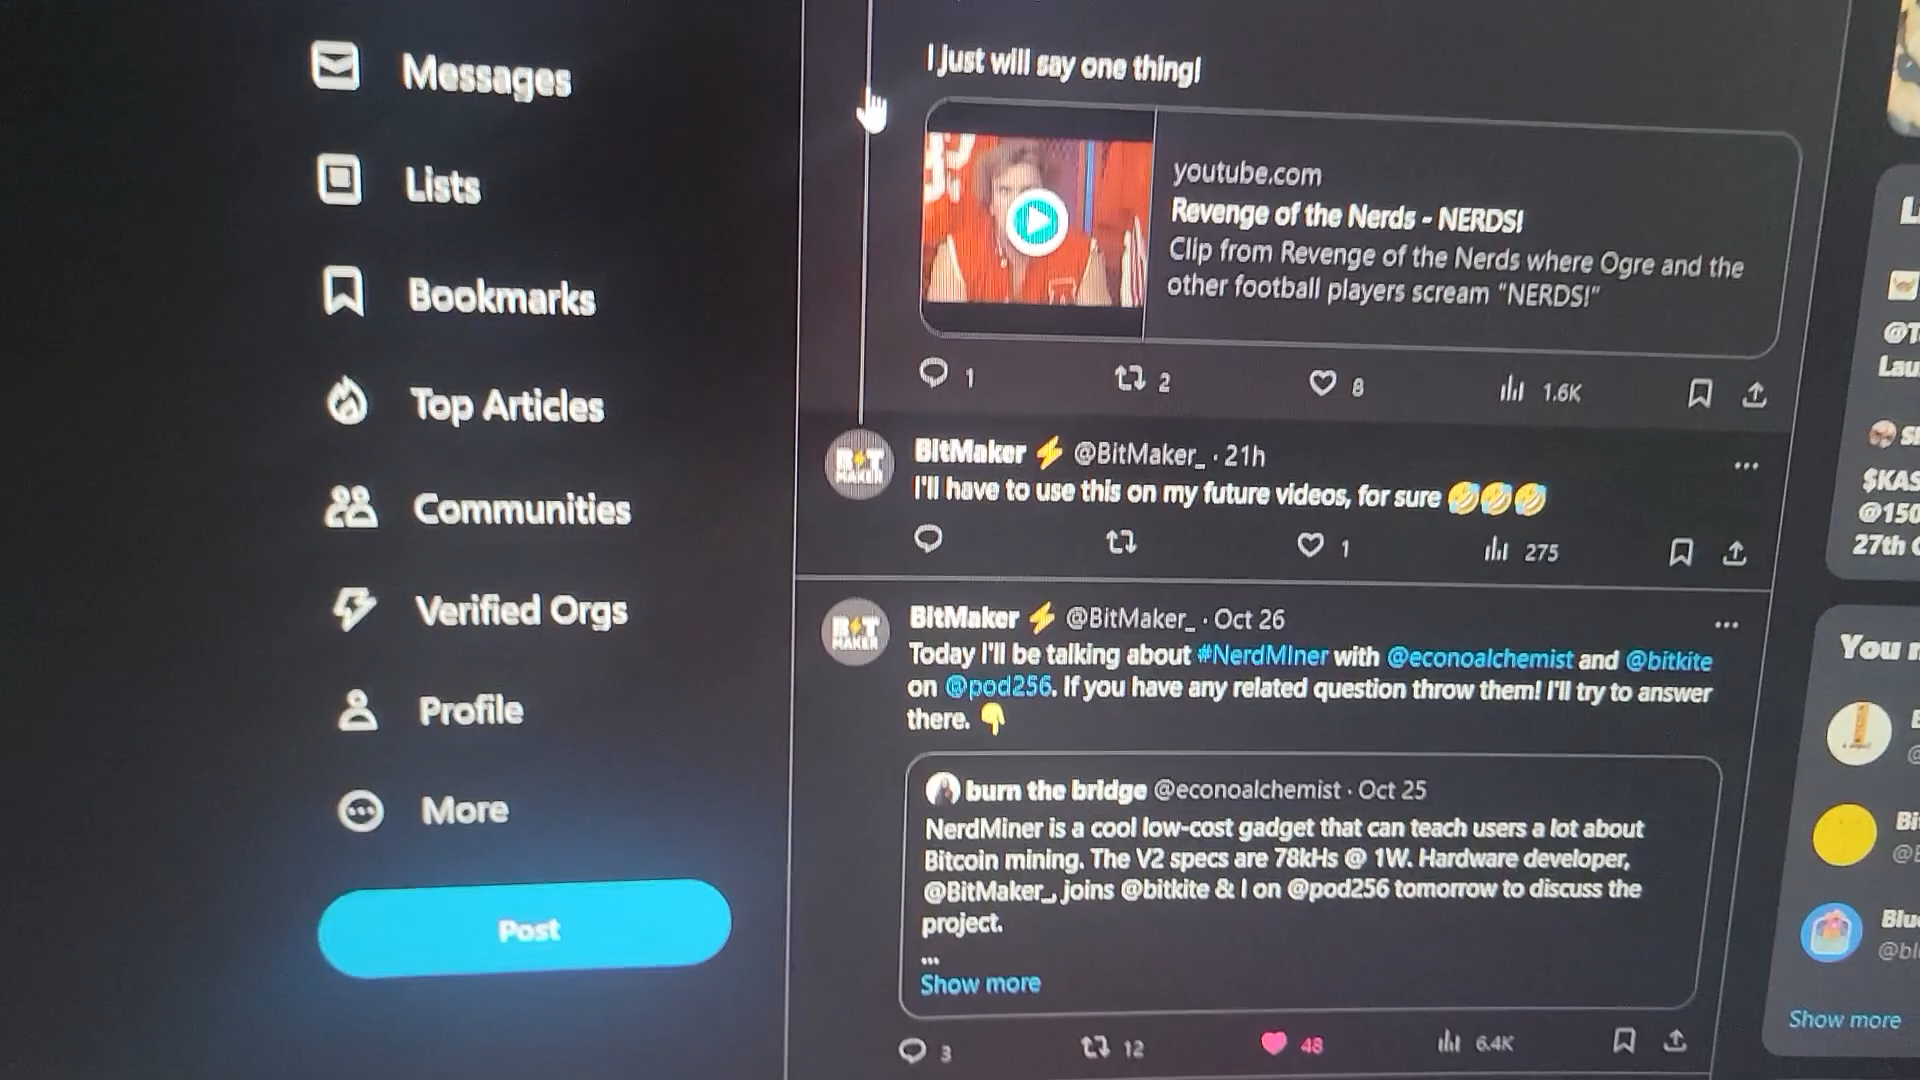 Messages
Lists
Bookmarks
Top Articles
Communities
Verified Orgs
Profile
More
Post
I just will say one thing!
youtube.com
Revenge of the Nerds - NERDS!
Clip from Revenge of the Nerds where Ogre and the
other football players scream "NERDS!"
1 2 8 1.6K
BitMaker ⚡ @BitMaker_ · 21h
I'll have to use this on my future videos, for sure 🤣🤣🤣
1 275
BitMaker ⚡ @BitMaker_ · Oct 26
Today I'll be talking about #NerdMIner with @econoalchemist and @bitkite
on @pod256. If you have any related question throw them! I'll try to answer
there. 👇
burn the bridge @econoalchemist · Oct 25
NerdMiner is a cool low-cost gadget that can teach users a lot about
Bitcoin mining. The V2 specs are 78kHs @ 1W. Hardware developer,
@BitMaker_, joins @bitkite & I on @pod256 tomorrow to discuss the
project.
...
Show more
3 12 48 6.4K
$KAS
@150
27th
You
Show more